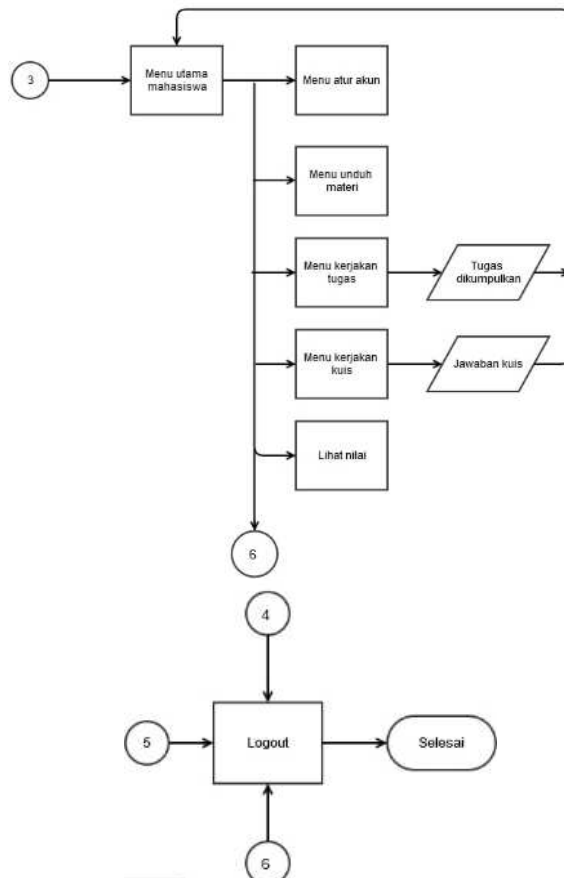 3
Menu utama
mahasiswa
Menu atur akun
Menu unduh
materi
Menu kerjakan
tugas
Tugas
dikumpulkan
Menu kerjakan
kuis
Jawaban kuis
Lihat nilai
6
4
5
Logout
Selesai
6